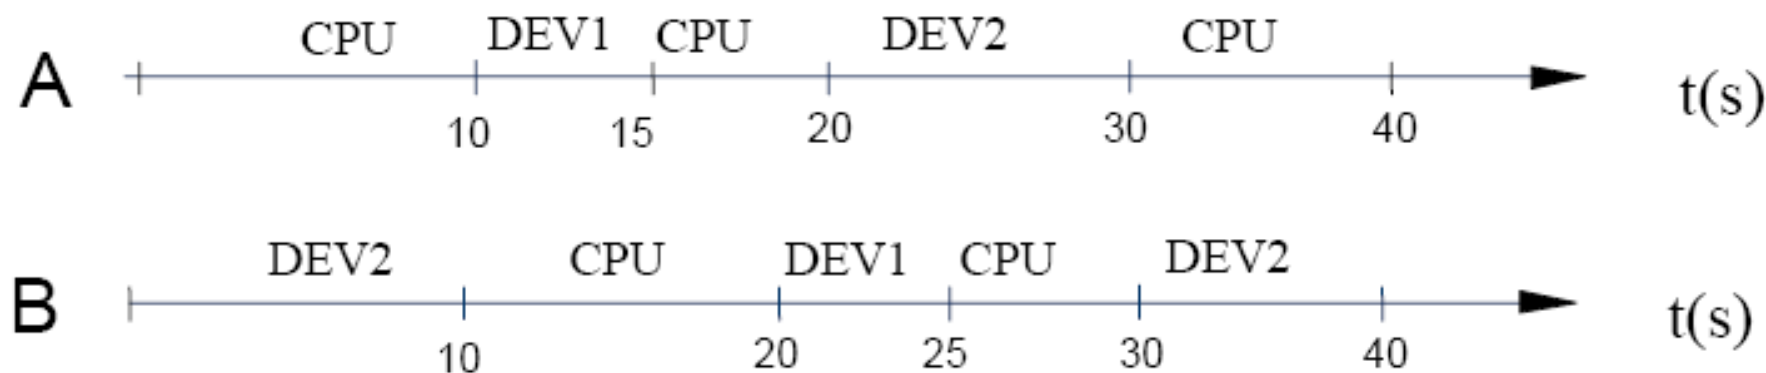 CPU DEV1 CPU DEV2 CPU
A t(s)
10 15 20 30 40
DEV2 CPU DEV1 CPU DEV2
B t(s)
10 20 25 30 40